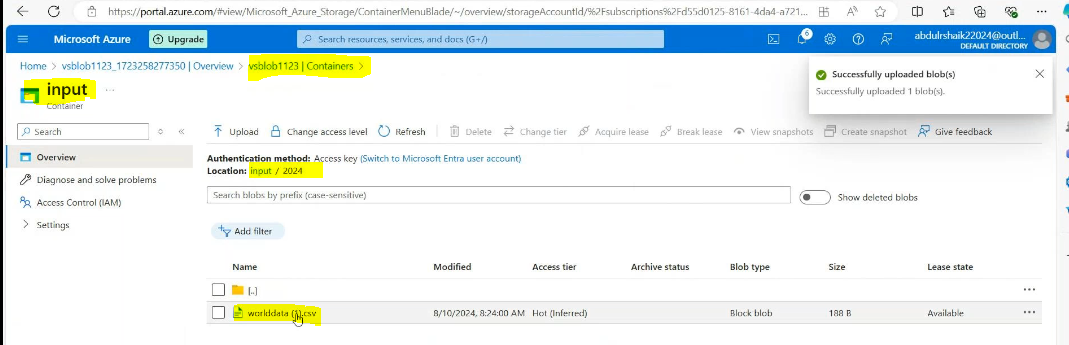 https://portal.azure.com/#view/Microsoft_Azure_Storage/ContainerMenuBlade/~/overview/storageAccountId/%2Fsubscriptions%2Fd55d0125-8161-4da4-a721...
Microsoft Azure
Upgrade
Search resources, services, and docs (G+/)
6
abdulrshaik22024@outl...
DEFAULT DIRECTORY
Home > vsblob1123_1723258277350 | Overview > vsblob1123 | Containers >
input ...
Container
Successfully uploaded blob(s)
Successfully uploaded 1 blob(s).
Search
Upload Change access level Refresh Delete Change tier Acquire lease Break lease View snapshots Create snapshot Give feedback
Overview
Diagnose and solve problems
Access Control (IAM)
Settings
Authentication method: Access key (Switch to Microsoft Entra user account)
Location: input / 2024
Search blobs by prefix (case-sensitive)
Show deleted blobs
Add filter
Name Modified Access tier Archive status Blob type Size Lease state
[..]
worlddata (1).csv 8/10/2024, 8:24:00 AM Hot (Inferred) Block blob 188 B Available